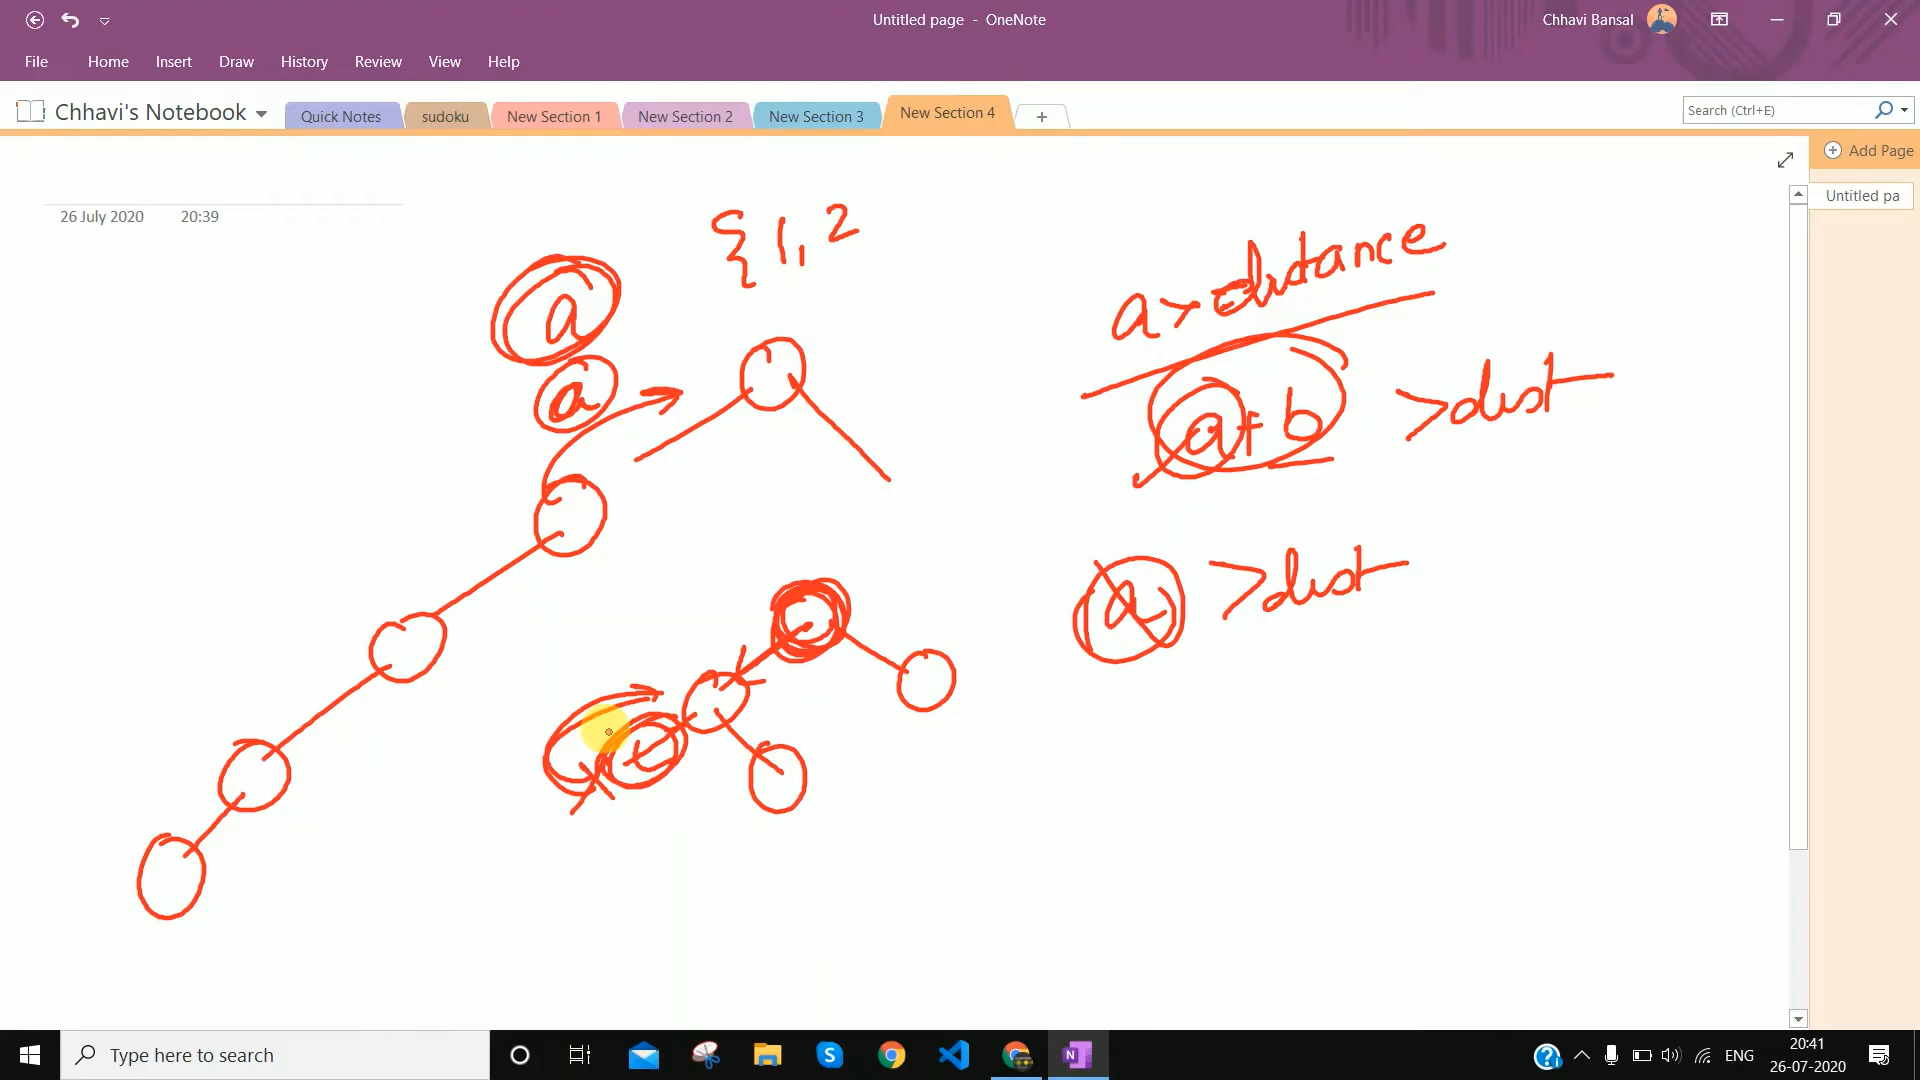 Untitled page - OneNote
Chhavi Bansal
File Home Insert Draw History Review View Help
Chhavi's Notebook
Quick Notes sudoku New Section 1 New Section 2 New Section 3 New Section 4 +
Search (Ctrl+E)
Add Page
Untitled pa
26 July 2020 20:39
{ 1, 2
a > distance
a
a
a + b > dist
a > dist
Type here to search
ENG
20:41
26-07-2020